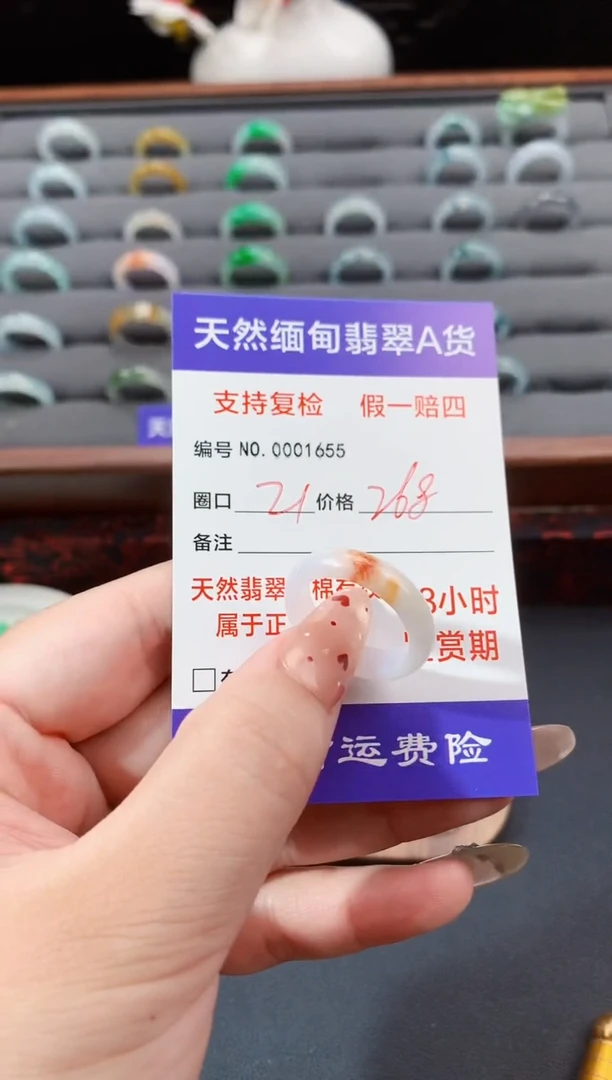 天然缅甸翡翠A货
支持复检 假一赔四
编号 NO.0001655
圈口 21 价格 268
备注
天然翡翠 棉 8小时
属于正 赏期
运费险
天